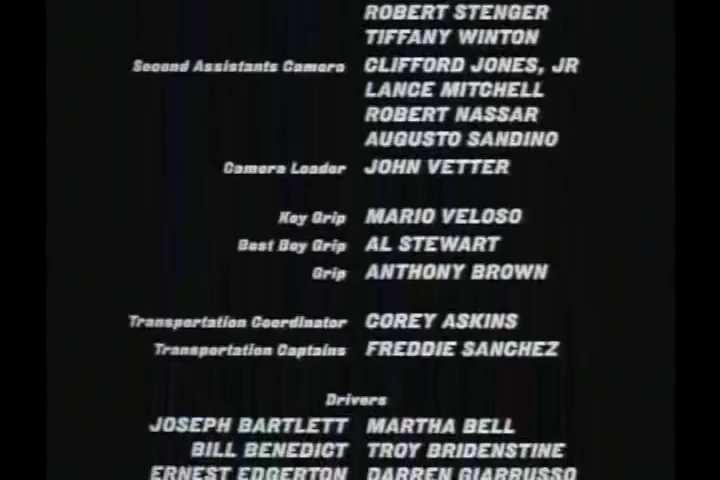 ROBERT STENGER
TIFFANY WINTON
Second Assistants Camera CLIFFORD JONES, JR
LANCE MITCHELL
ROBERT NASSAR
AUGUSTO SANDINO
Camera Loader JOHN VETTER
Key Grip MARIO VELOSO
Best Boy Grip AL STEWART
Grip ANTHONY BROWN
Transportation Coordinator COREY ASKINS
Transportation Captains FREDDIE SANCHEZ
Drivers
JOSEPH BARTLETT MARTHA BELL
BILL BENEDICT TROY BRIDENSTINE
ERNEST EDGERTON DARREN GIARRUSSO